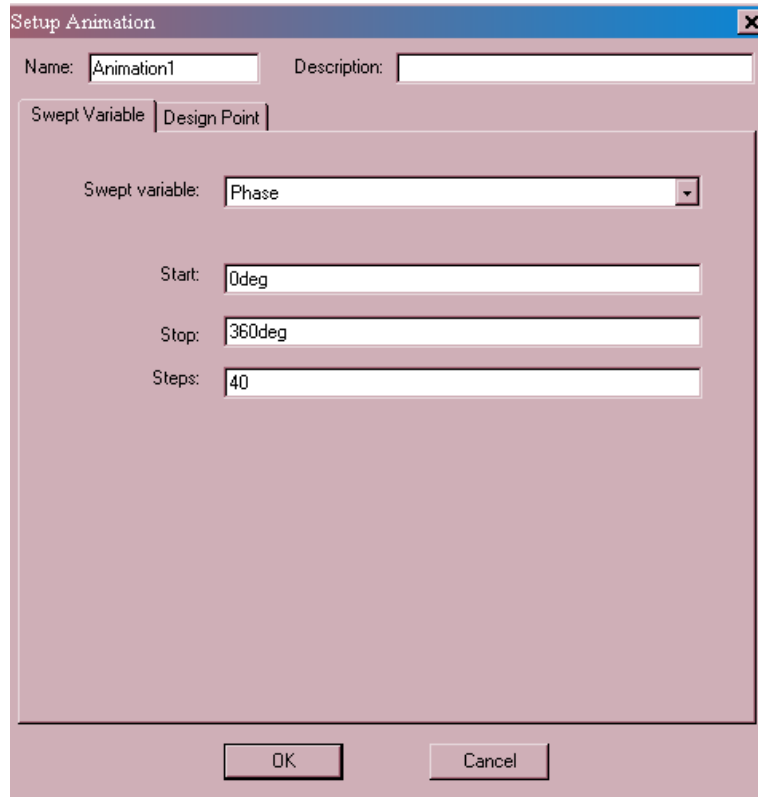 Setup Animation
Name: Animation1 Description:
Swept Variable Design Point
Swept variable: Phase
Start: 0deg
Stop: 360deg
Steps: 40
OK Cancel